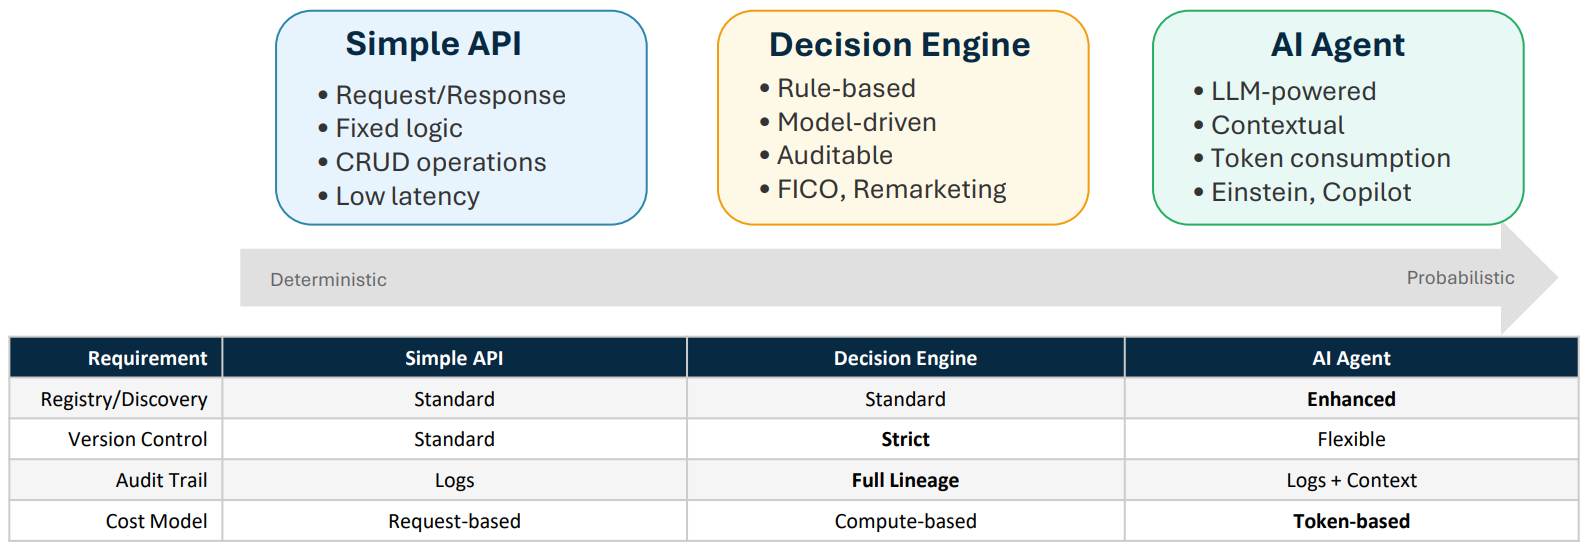 Simple API
• Request/Response
• Fixed logic
• CRUD operations
• Low latency
Decision Engine
• Rule-based
• Model-driven
• Auditable
• FICO, Remarketing
AI Agent
• LLM-powered
• Contextual
• Token consumption
• Einstein, Copilot
Deterministic
Probabilistic
Requirement Simple API Decision Engine AI Agent
Registry/Discovery Standard Standard Enhanced
Version Control Standard Strict Flexible
Audit Trail Logs Full Lineage Logs + Context
Cost Model Request-based Compute-based Token-based